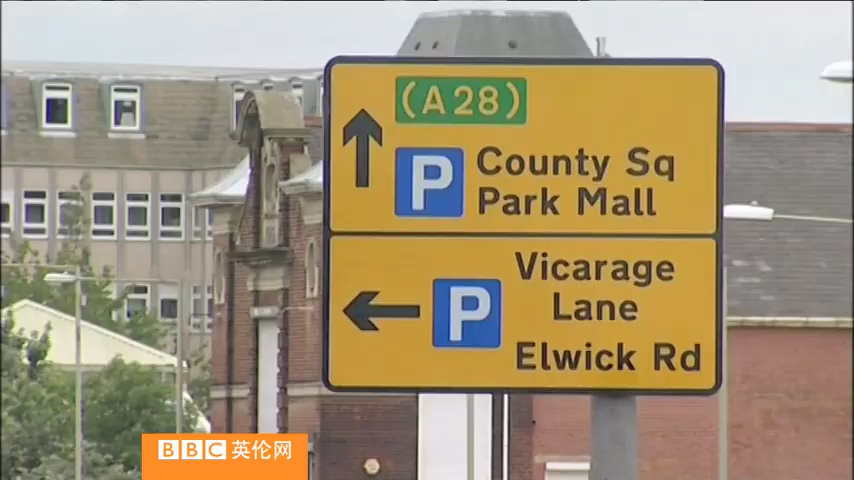 (A28)
P
County Sq
Park Mall
P
Vicarage
Lane
Elwick Rd
BBC 英伦网